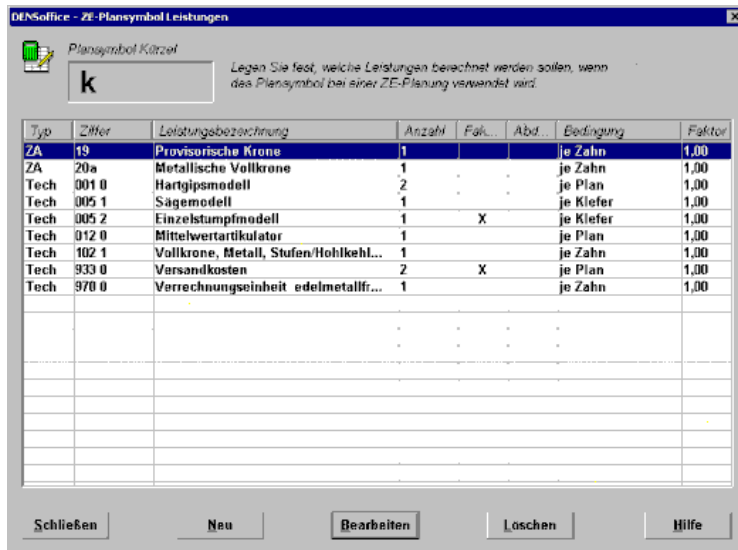 DENSoffice - ZE-Plansymbol Leistungen
Plansymbol Kürzel
k
Legen Sie fest, welche Leistungen berechnet werden sollen, wenn
das Plansymbol bei einer ZE-Planung verwendet wird.
Typ Ziffer Leistungsbezeichnung Anzahl Fak... Abd... Bedingung Faktor
ZA 19 Provisorische Krone 1 je Zahn 1,00
ZA 20a Metallische Vollkrone 1 je Zahn 1,00
Tech 001 0 Hartgipsmodell 2 je Plan 1,00
Tech 005 1 Sägemodell 1 je Kiefer 1,00
Tech 005 2 Einzelstumpfmodell 1 X je Kiefer 1,00
Tech 012 0 Mittelwertartikulator 1 je Plan 1,00
Tech 102 1 Vollkrone, Metall, Stufen/Hohlkehl... 1 je Zahn 1,00
Tech 933 0 Versandkosten 2 X je Plan 1,00
Tech 970 0 Verrechnungseinheit edelmetallfr... 1 je Zahn 1,00
Schließen Neu Bearbeiten Löschen Hilfe